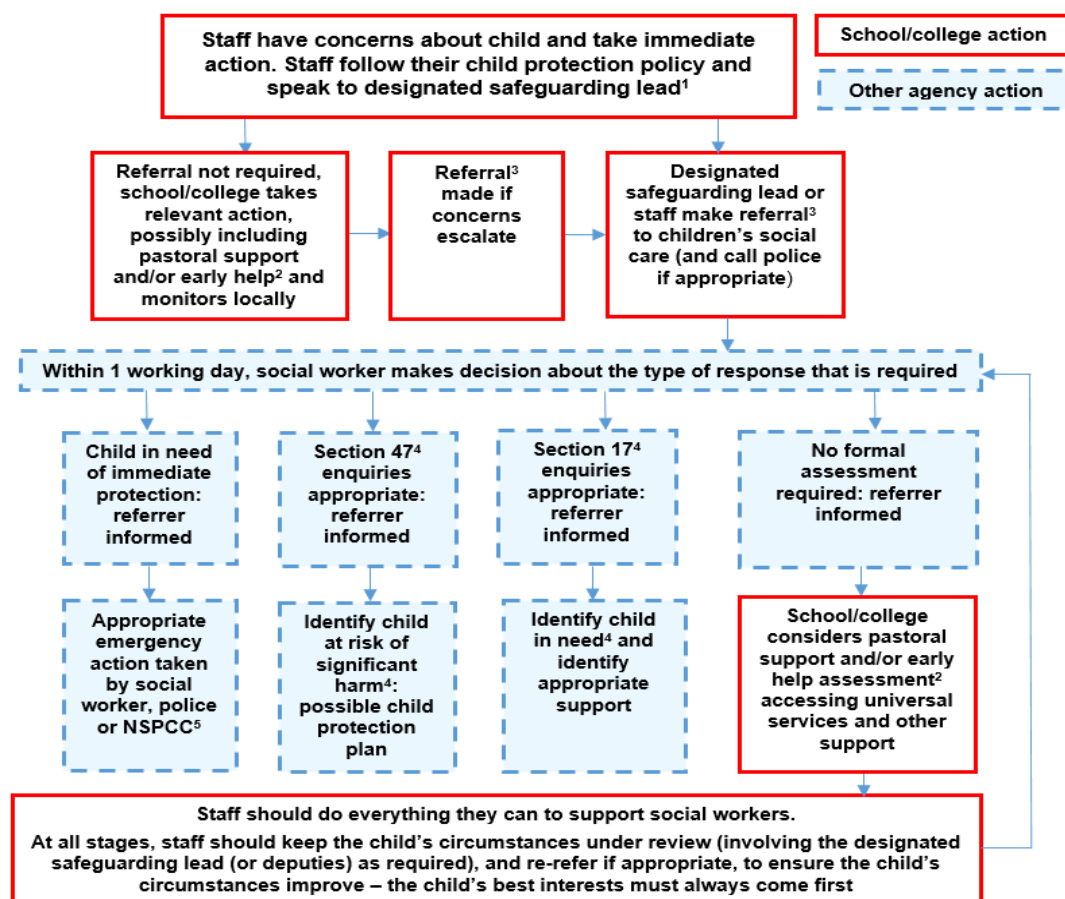 Staff have concerns about child and take immediate
action. Staff follow their child protection policy and
speak to designated safeguarding lead¹
School/college action
Other agency action
Referral not required,
school/college takes
relevant action,
possibly including
pastoral support
and/or early help² and
monitors locally
Referral³
made if
concerns
escalate
Designated
safeguarding lead or
staff make referral³
to children’s social
care (and call police
if appropriate)
Within 1 working day, social worker makes decision about the type of response that is required
Child in need
of immediate
protection:
referrer
informed
Section 47⁴
enquiries
appropriate:
referrer
informed
Section 17⁴
enquiries
appropriate:
referrer
informed
No formal
assessment
required: referrer
informed
Appropriate
emergency
action taken
by social
worker, police
or NSPCC⁵
Identify child
at risk of
significant
harm⁴:
possible child
protection
plan
Identify child
in need⁴ and
identify
appropriate
support
School/college
considers pastoral
support and/or early
help assessment²
accessing universal
services and other
support
Staff should do everything they can to support social workers.
At all stages, staff should keep the child’s circumstances under review (involving the designated
safeguarding lead (or deputies) as required), and re-refer if appropriate, to ensure the child’s
circumstances improve – the child’s best interests must always come first